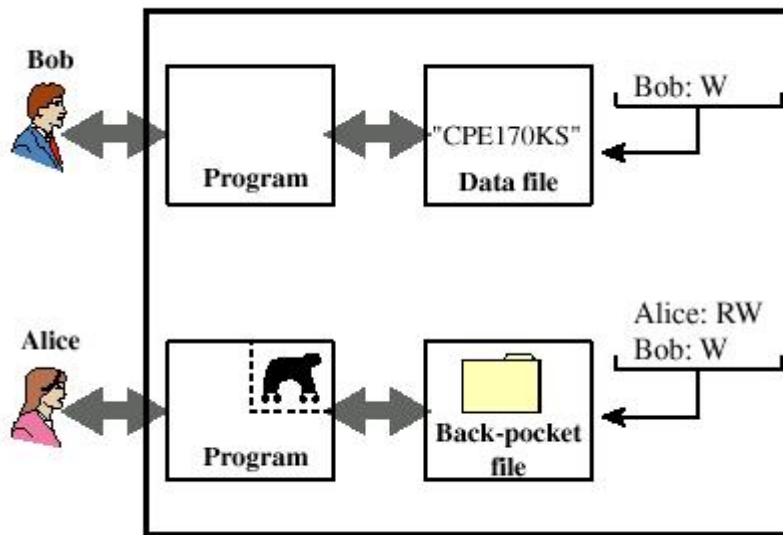 Bob
Program
"CPE170KS"
Data file
Bob: W
Alice
Program
Back-pocket
file
Alice: RW
Bob: W